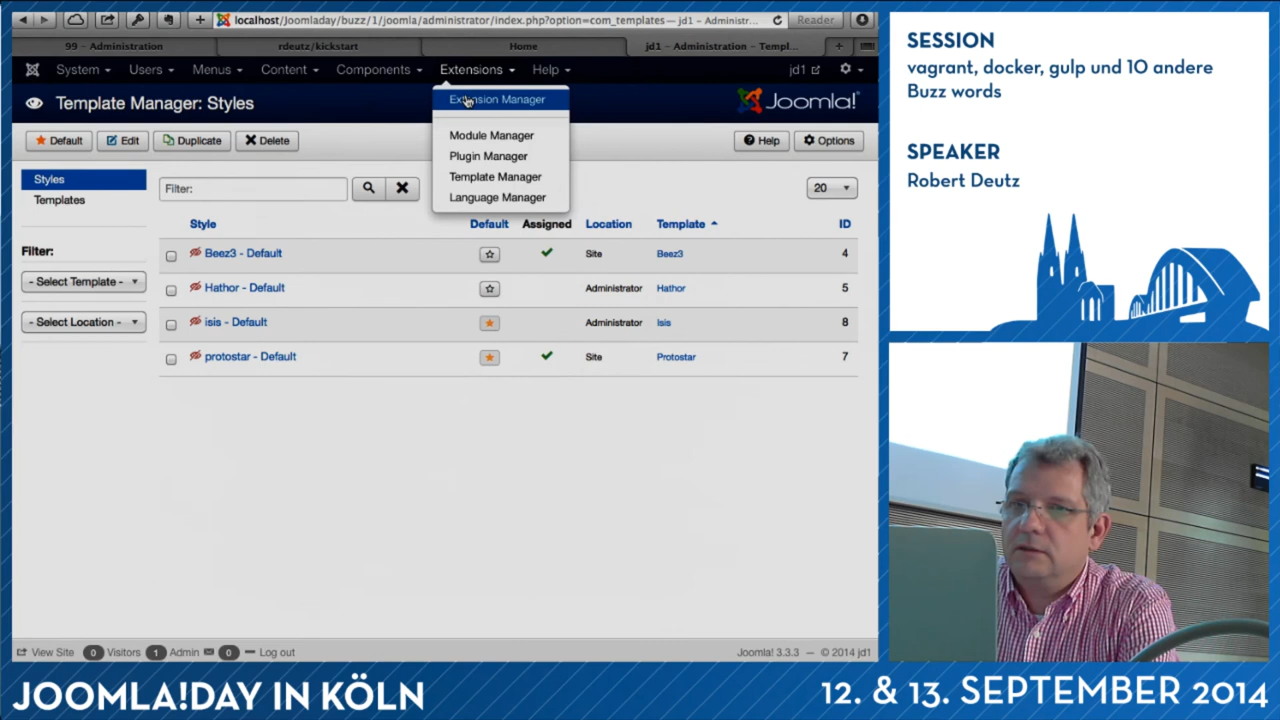 localhost/Joomladay/buzz/1/joomla/administrator/index.php?option=com_templates — jd1 – Administr...
Reader
99 – Administration
rdeutz/kickstart
Home
jd1 – Administration – Templ...
System
Users
Menus
Content
Components
Extensions
Help
jd1
Template Manager: Styles
Joomla!
Extension Manager
Module Manager
Plugin Manager
Template Manager
Language Manager
Default
Edit
Duplicate
Delete
Help
Options
Styles
Templates
Filter:
20
Style
Default
Assigned
Location
Template
ID
Filter:
- Select Template -
- Select Location -
Beez3 - Default
Site
Beez3
4
Hathor - Default
Administrator
Hathor
5
isis - Default
Administrator
Isis
8
protostar - Default
Site
Protostar
7
View Site
0 Visitors
1 Admin
0
Log out
Joomla! 3.3.3 — © 2014 jd1
SESSION
vagrant, docker, gulp und 10 andere
Buzz words
SPEAKER
Robert Deutz
JOOMLA!DAY IN KÖLN
12. & 13. SEPTEMBER 2014